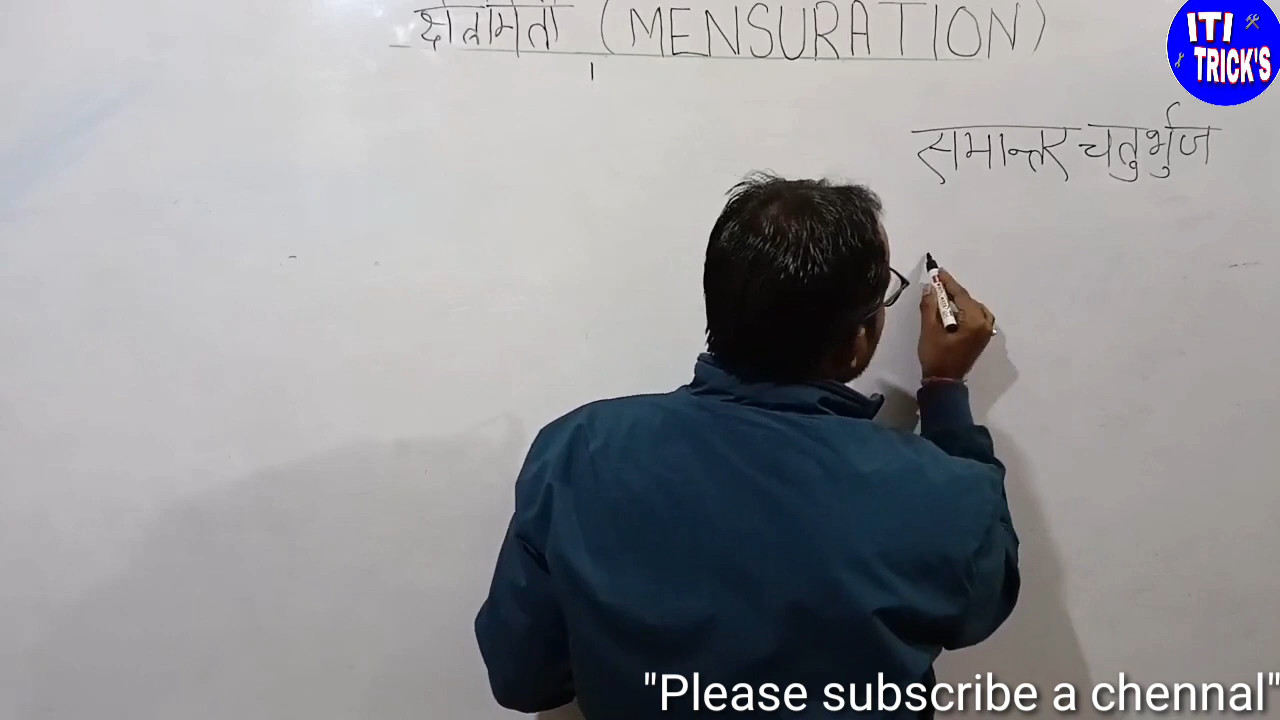 क्षेत्रमिती (MENSURATION)
ITI
TRICK'S
समान्तर चतुर्भुज
"Please subscribe a chennal"